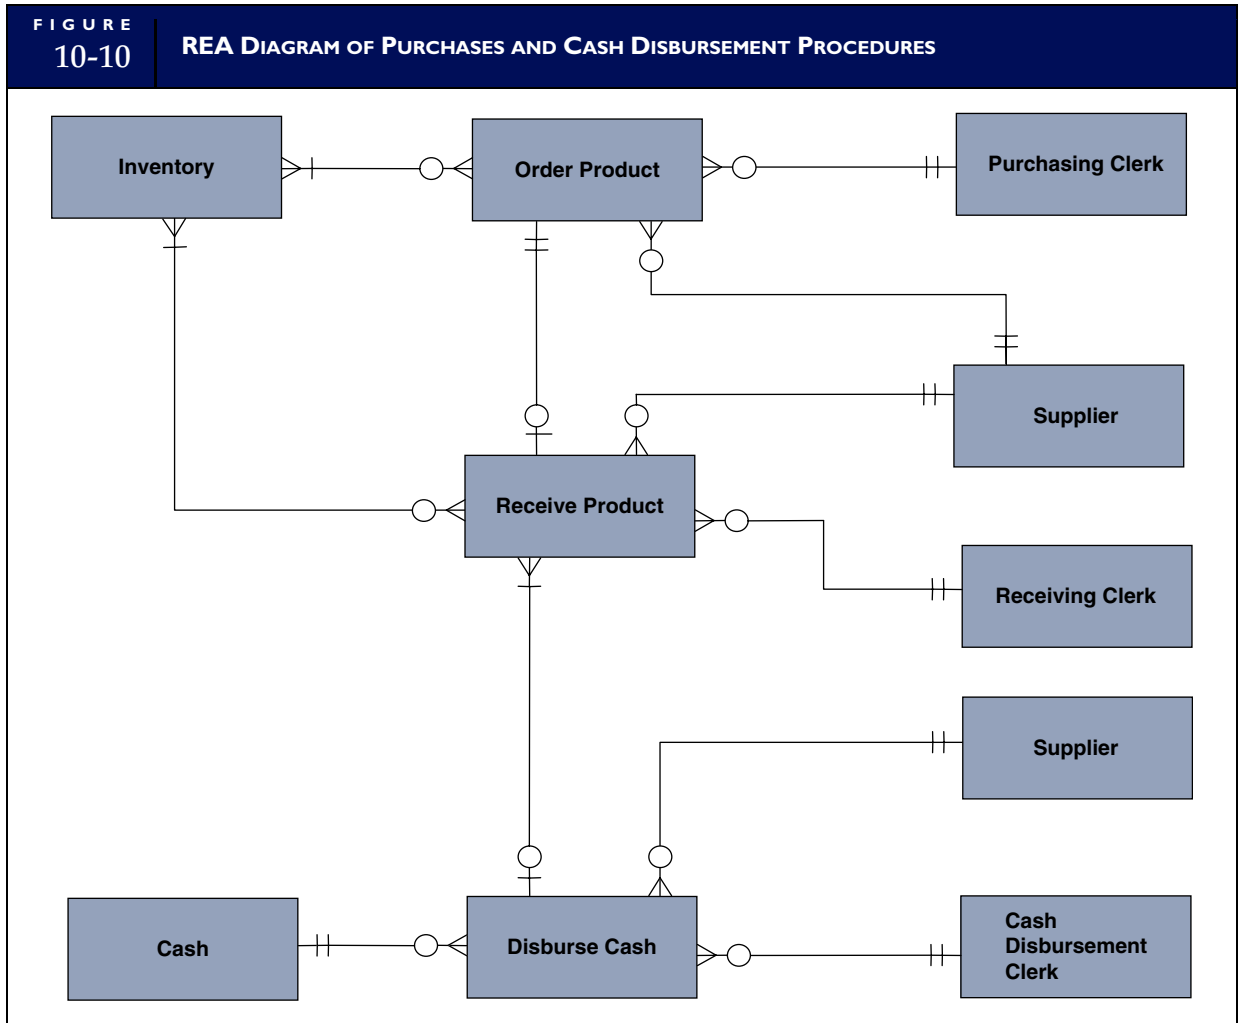 FIGURE
10-10
REA DIAGRAM OF PURCHASES AND CASH DISBURSEMENT PROCEDURES
Inventory
Order Product
Purchasing Clerk
Supplier
Receive Product
Receiving Clerk
Supplier
Cash
Disburse Cash
Cash
Disbursement
Clerk